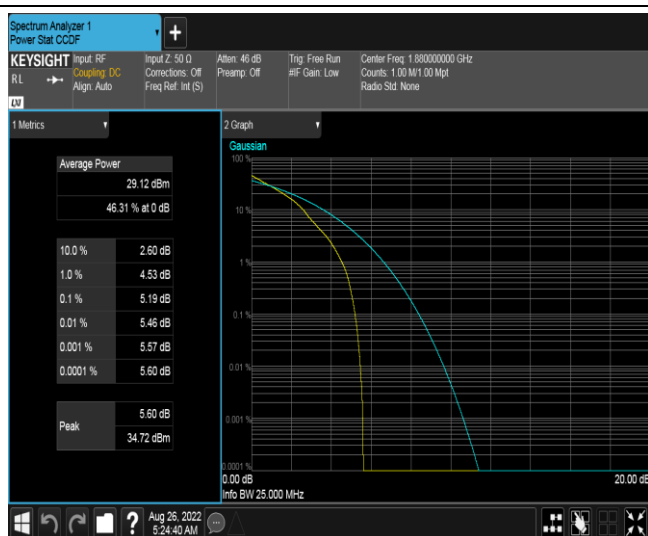 Spectrum Analyzer 1
Power Stat CCDF
+
KEYSIGHT
RL
LXI
Input: RF
Coupling: DC
Align: Auto
Input Z: 50 Ω
Corrections: Off
Freq Ref: Int (S)
Atten: 46 dB
Preamp: Off
Trig: Free Run
#IF Gain: Low
Center Freq: 1.880000000 GHz
Counts: 1.00 M/1.00 Mpt
Radio Std: None
1 Metrics
Average Power
29.12 dBm
46.31 % at 0 dB
10.0 % 2.60 dB
1.0 % 4.53 dB
0.1 % 5.19 dB
0.01 % 5.46 dB
0.001 % 5.57 dB
0.0001 % 5.60 dB
Peak
5.60 dB
34.72 dBm
2 Graph
Gaussian
100 %
10 %
1 %
0.1 %
0.01 %
0.001 %
0.0001 %
0.00 dB 20.00 dB
Info BW 25.000 MHz
?
Aug 26, 2022
5:24:40 AM